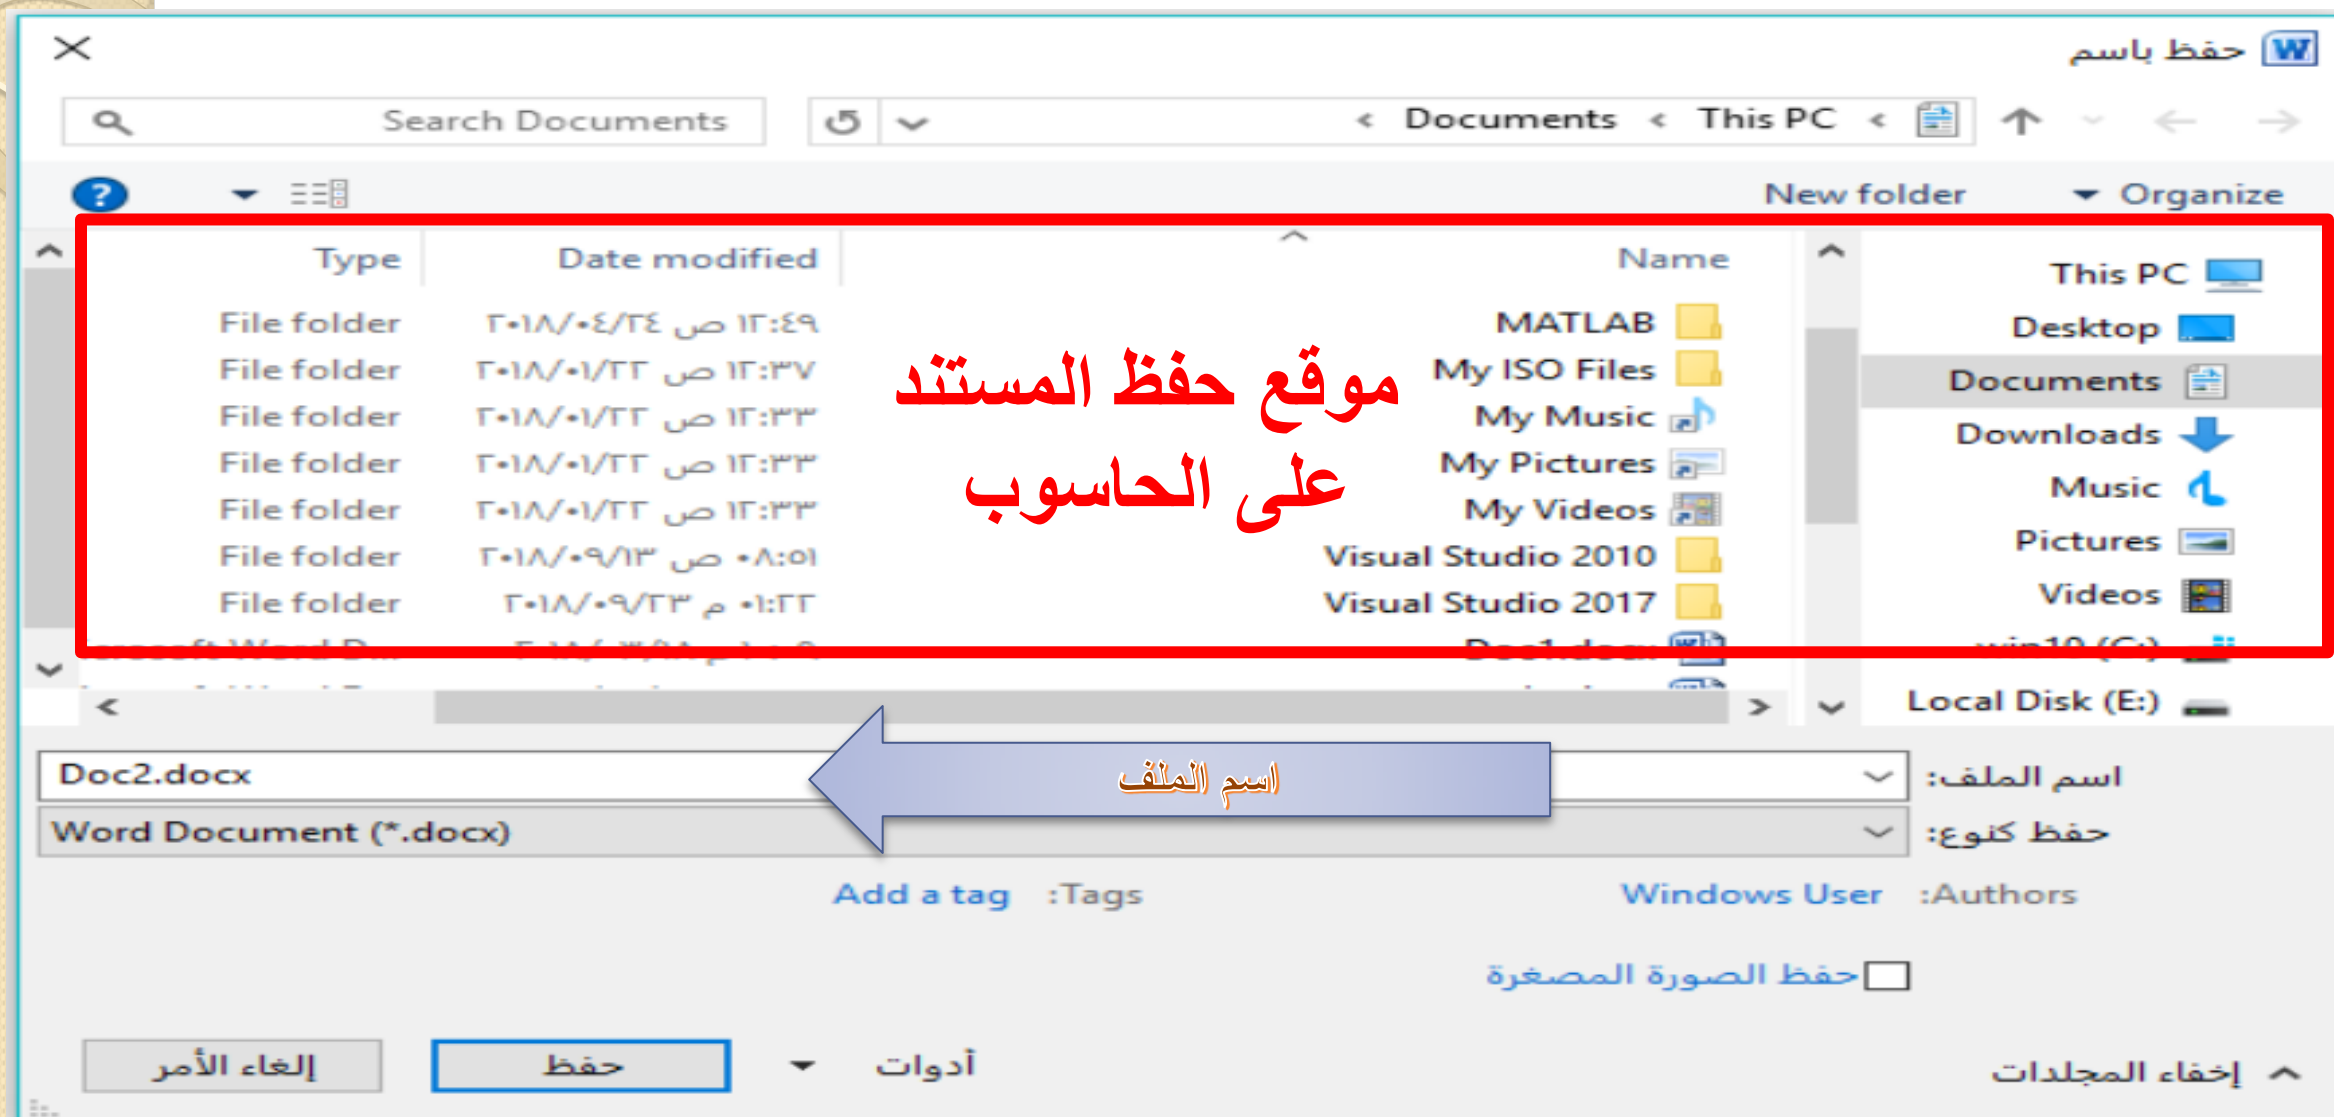 حفظ باسم
This PC > Documents >
Search Documents
Organize
New folder
Name
Date modified
Type
This PC
Desktop
Documents
Downloads
Music
Pictures
Videos
win10 (C:)
Local Disk (E:)
MATLAB ٢٠١٨/٠٤/٢٤ ١٢:٤٩ ص File folder
My ISO Files ٢٠١٨/٠١/٢٢ ١٢:٣٧ ص File folder
My Music ٢٠١٨/٠١/٢٢ ١٢:٣٣ ص File folder
My Pictures ٢٠١٨/٠١/٢٢ ١٢:٣٣ ص File folder
My Videos ٢٠١٨/٠١/٢٢ ١٢:٣٣ ص File folder
Visual Studio 2010 ٢٠١٨/٠٩/١٣ ٠٨:٥١ ص File folder
Visual Studio 2017 ٢٠١٨/٠٩/٢٣ ٠١:٢٢ م File folder
Doc1.docx
موقع حفظ المستند
على الحاسوب
اسم الملف:
Doc2.docx
اسم الملف
حفظ كنوع:
Word Document (*.docx)
Authors: Windows User
Tags: Add a tag
حفظ الصورة المصغرة
إخفاء المجلدات
أدوات
حفظ
إلغاء الأمر